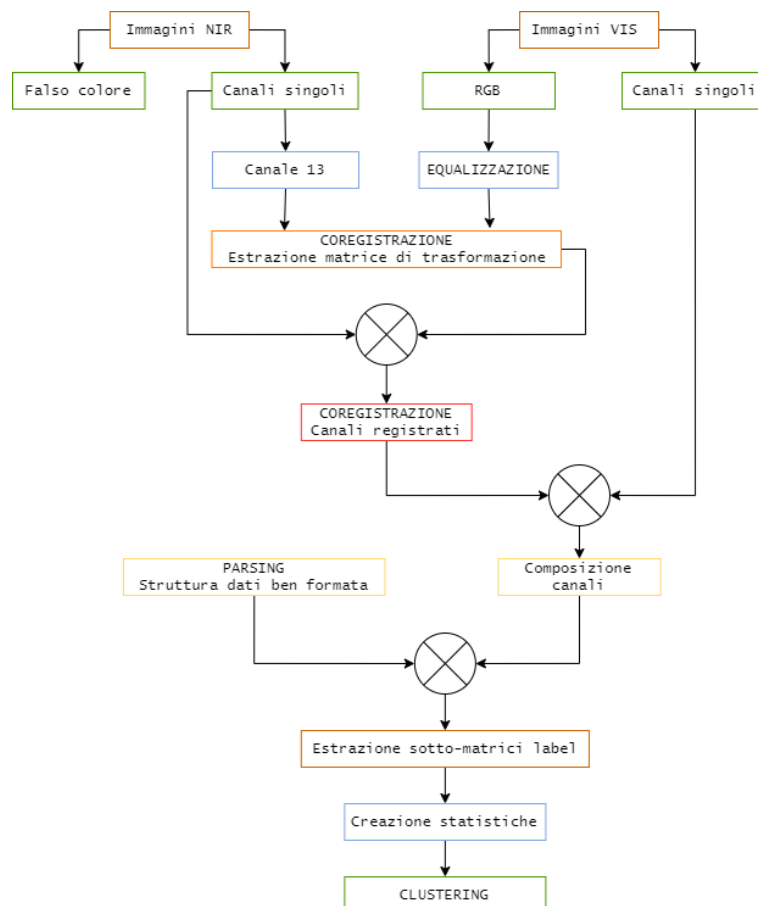 Immagini NIR
Immagini VIS
Falso colore
Canali singoli
RGB
Canali singoli
Canale 13
EQUALIZZAZIONE
COREGISTRAZIONE
Estrazione matrice di trasformazione
COREGISTRAZIONE
Canali registrati
PARSING
Struttura dati ben formata
Composizione
canali
Estrazione sotto-matrici label
Creazione statistiche
CLUSTERING